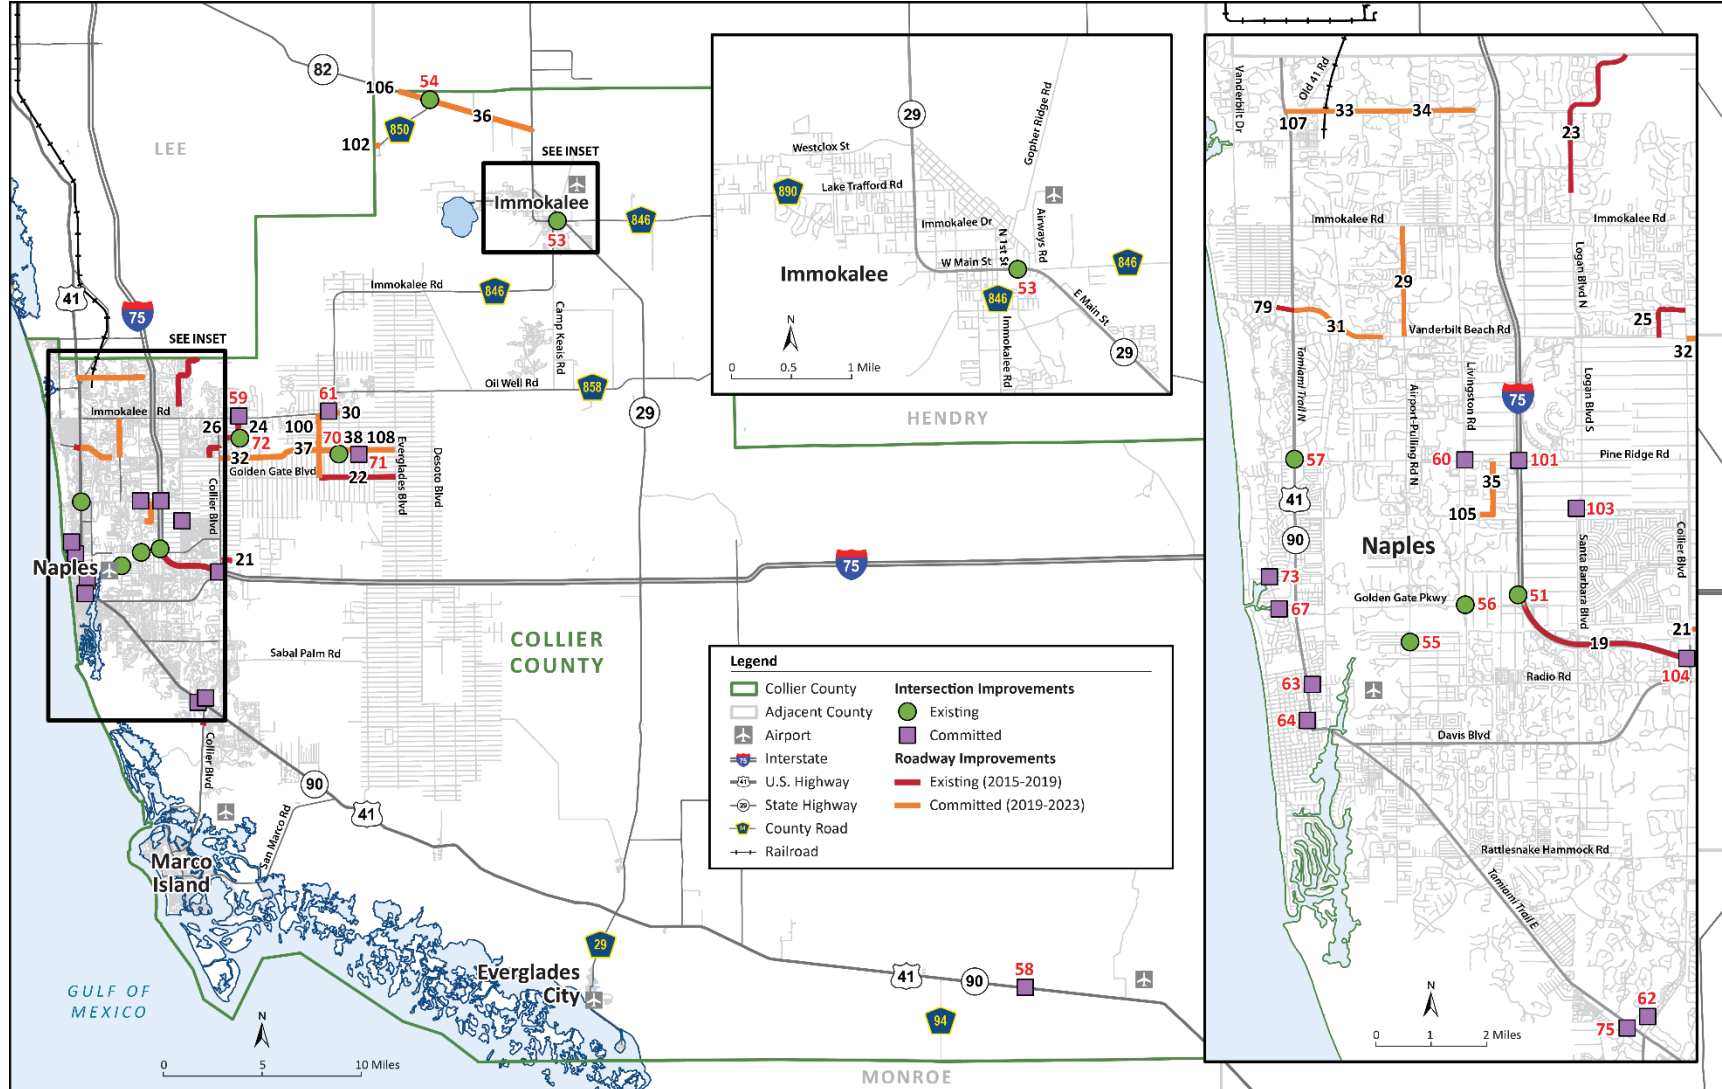 82
LEE
106
54
36
850
102
SEE INSET
Immokalee
53
846
Immokalee Rd
846
Camp Keais Rd
Oil Well Rd
858
29
41
75
SEE INSET
Immokalee Rd
59
26
24
72
32
61
30
100
70
38
108
37
71
Golden Gate Blvd
22
Everglades Blvd
Desoto Blvd
Collier Blvd
21
Naples
75
COLLIER
COUNTY
Sabal Palm Rd
Collier Blvd
90
41
San Marco Rd
Marco
Island
29
Everglades
City
41
90
58
94
GULF OF
MEXICO
N
0
5
10 Miles
MONROE
HENDRY
29
Gopher Ridge Rd
Westclox St
890
Lake Trafford Rd
Immokalee Dr
N 1st St
Airways Rd
W Main St
846
Immokalee
53
846
E Main St
Immokalee Rd
29
N
0
0.5
1 Mile
Legend
Collier County
Adjacent County
Airport
75
Interstate
41
U.S. Highway
29
State Highway
County Road
Railroad
Intersection Improvements
Existing
Committed
Roadway Improvements
Existing (2015-2019)
Committed (2019-2023)
Vanderbilt Dr
Old 41 Rd
107
33
34
23
Immokalee Rd
Immokalee Rd
Logan Blvd N
29
79
31
Vanderbilt Beach Rd
25
32
Tamiami Trail N
Airport-Pulling Rd N
Livingston Rd
75
Logan Blvd S
57
60
101
Pine Ridge Rd
41
35
105
103
90
Naples
Santa Barbara Blvd
Collier Blvd
73
67
Golden Gate Pkwy
56
51
55
21
19
63
Radio Rd
104
64
Davis Blvd
Rattlesnake Hammock Rd
Tamiami Trail E
62
75
N
0
1
2 Miles